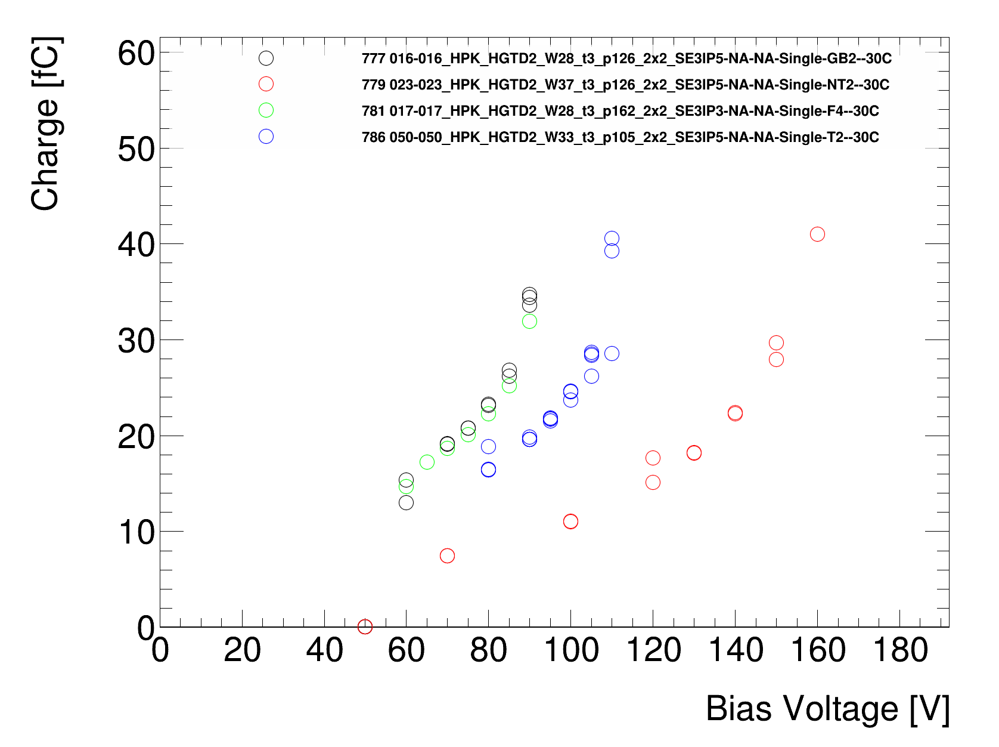 Charge [fC]
60
50
40
30
20
10
0
777 016-016_HPK_HGTD2_W28_t3_p126_2x2_SE3IP5-NA-NA-Single-GB2--30C
779 023-023_HPK_HGTD2_W37_t3_p126_2x2_SE3IP5-NA-NA-Single-NT2--30C
781 017-017_HPK_HGTD2_W28_t3_p162_2x2_SE3IP3-NA-NA-Single-F4--30C
786 050-050_HPK_HGTD2_W33_t3_p105_2x2_SE3IP5-NA-NA-Single-T2--30C
0 20 40 60 80 100 120 140 160 180
Bias Voltage [V]